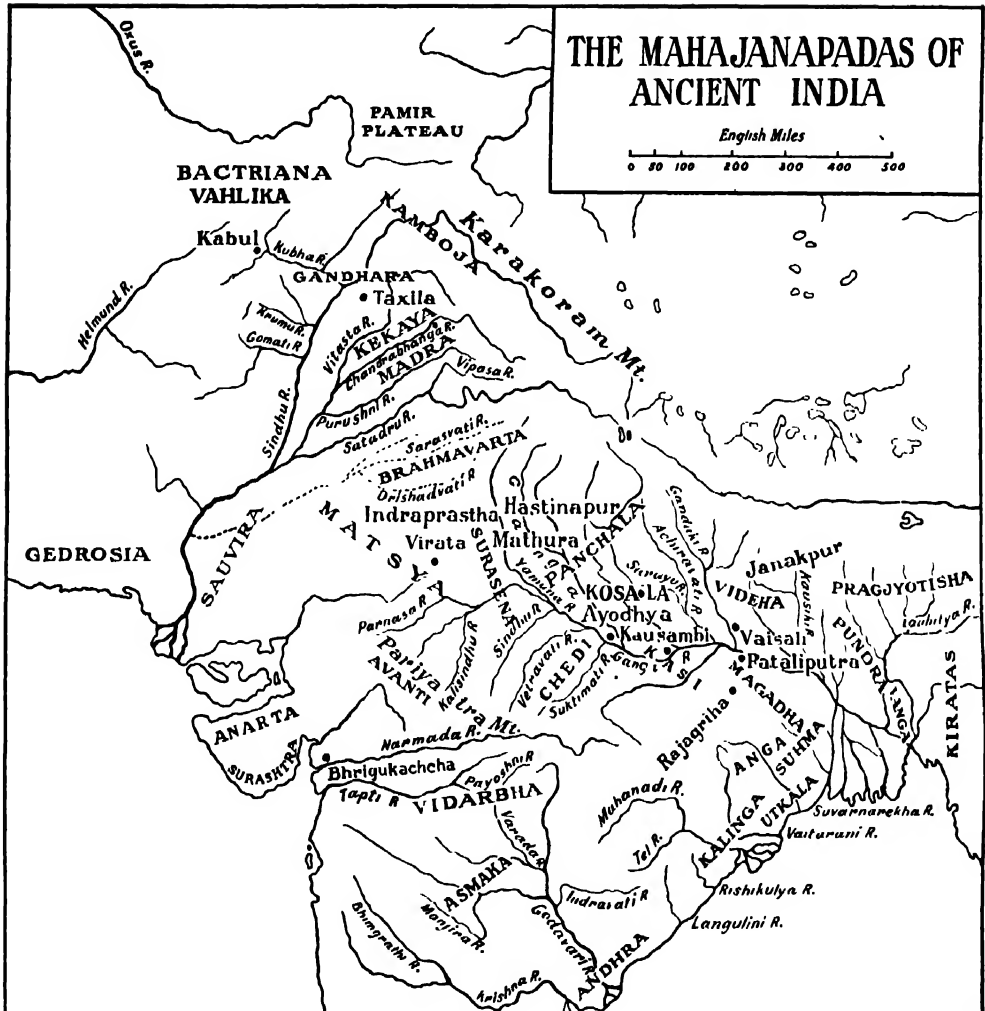 THE MAHAJANAPADAS OF
ANCIENT INDIA
English Miles
0 50 100 200 300 400 500
Oxus R.
PAMIR
PLATEAU
BACTRIANA
VAHLIKA
KAMBOJA
Karakoram Mt.
Kabul
Kubha R.
GANDHARA
Taxila
Helmund R.
Krumu R.
Gomati R
Vitasta R.
KEKAYA
Chandrabhanga R.
MADRA
Vipasa R.
Purushni R.
Satadru R.
Sindhu R.
Sarasvati R.
BRAHMAVARTA
Drishadvati R
MATSYA
Indraprastha
Hastinapur
Ganga
Virata
Mathura
PANCHALA
SURASENA
Yamuna R.
GEDROSIA
SAUVIRA
Gandaki R.
Achiravati R
Saruyu R.
Janakpur
VIDEHA
Kausiki R
PRAGJYOTISHA
Lauhitya R.
KOSALA
Ayodhya
Kausambi
Ganga R
KASI
Vaisali
Pataliputra
PUNDRA
VANGA
KIRATAS
Parnasa R
Pariyatra Mt.
AVANTI
Kalisindhu R
Sindhu R
Vetravati R.
CHEDI
Suktimati R
MAGADHA
Rajagriha
ANGA
SUHMA
ANARTA
SURASHTRA
Narmada R.
Bhrigukachcha
Tapti R
Payoshni R
VIDARBHA
Varada R
Mahanadi R.
Tel R.
KALINGA
UTKALA
Suvarnarekha R.
Vaitarani R.
Rishikulya R.
Langulini R.
ASMAKA
Manjira R.
Indravati R
Godavari R.
Bhimarathi R.
Krishna R.
ANDHRA